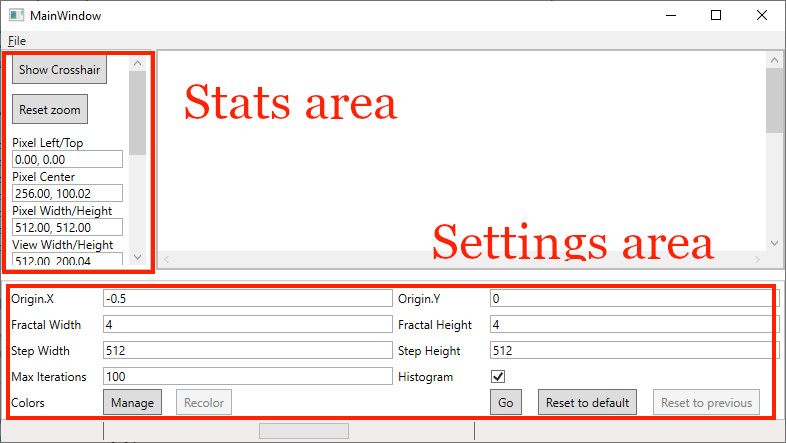 MainWindow
File
Show Crosshair
Reset zoom
Pixel Left/Top
0.00, 0.00
Pixel Center
256.00, 100.02
Pixel Width/Height
512.00, 512.00
View Width/Height
512.00, 200.04
Stats area
Settings area
Origin.X -0.5 Origin.Y 0
Fractal Width 4 Fractal Height 4
Step Width 512 Step Height 512
Max Iterations 100 Histogram
Colors Manage Recolor Go Reset to default Reset to previous